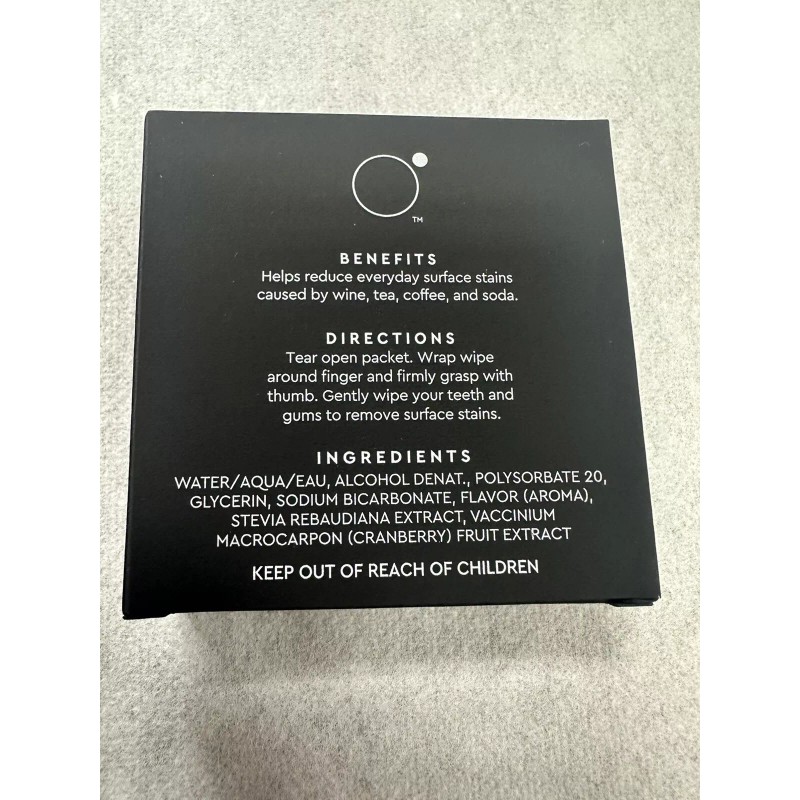 TM
BENEFITS
Helps reduce everyday surface stains
caused by wine, tea, coffee, and soda.
DIRECTIONS
Tear open packet. Wrap wipe
around finger and firmly grasp with
thumb. Gently wipe your teeth and
gums to remove surface stains.
INGREDIENTS
WATER/AQUA/EAU, ALCOHOL DENAT., POLYSORBATE 20,
GLYCERIN, SODIUM BICARBONATE, FLAVOR (AROMA),
STEVIA REBAUDIANA EXTRACT, VACCINIUM
MACROCARPON (CRANBERRY) FRUIT EXTRACT
KEEP OUT OF REACH OF CHILDREN